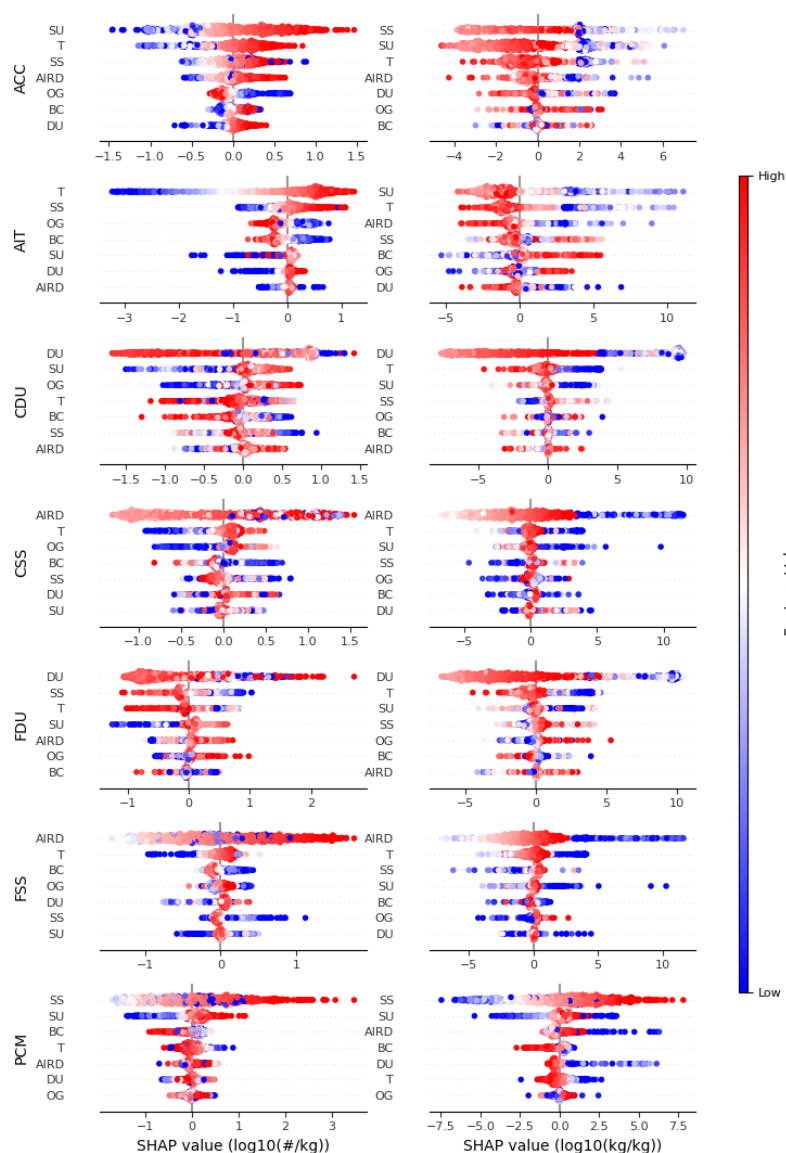 ACC
SU
T
SS
AIRD
OG
BC
DU
−1.5 −1.0 −0.5 0.0 0.5 1.0 1.5
SS
SU
T
AIRD
DU
OG
BC
−4 −2 0 2 4 6
AIT
T
SS
OG
BC
SU
DU
AIRD
−3 −2 −1 0 1
SU
T
AIRD
SS
BC
OG
DU
−5 0 5 10
CDU
DU
SU
OG
T
BC
SS
AIRD
−1.5 −1.0 −0.5 0.0 0.5 1.0 1.5
DU
T
SU
SS
OG
BC
AIRD
−5 0 5 10
CSS
AIRD
T
OG
BC
SS
DU
SU
−1.0 −0.5 0.0 0.5 1.0 1.5
AIRD
T
SU
SS
OG
BC
DU
−5 0 5 10
FDU
DU
SS
T
SU
AIRD
OG
BC
−1 0 1 2
DU
T
SU
SS
OG
BC
AIRD
−5 0 5 10
FSS
AIRD
T
BC
OG
DU
SS
SU
−1 0 1
AIRD
T
SS
SU
BC
OG
DU
−5 0 5 10
PCM
SS
SU
BC
T
AIRD
DU
OG
−1 0 1 2 3
SHAP value (log10(#/kg))
SS
SU
AIRD
BC
DU
T
OG
−7.5 −5.0 −2.5 0.0 2.5 5.0 7.5
SHAP value (log10(kg/kg))
High
Low